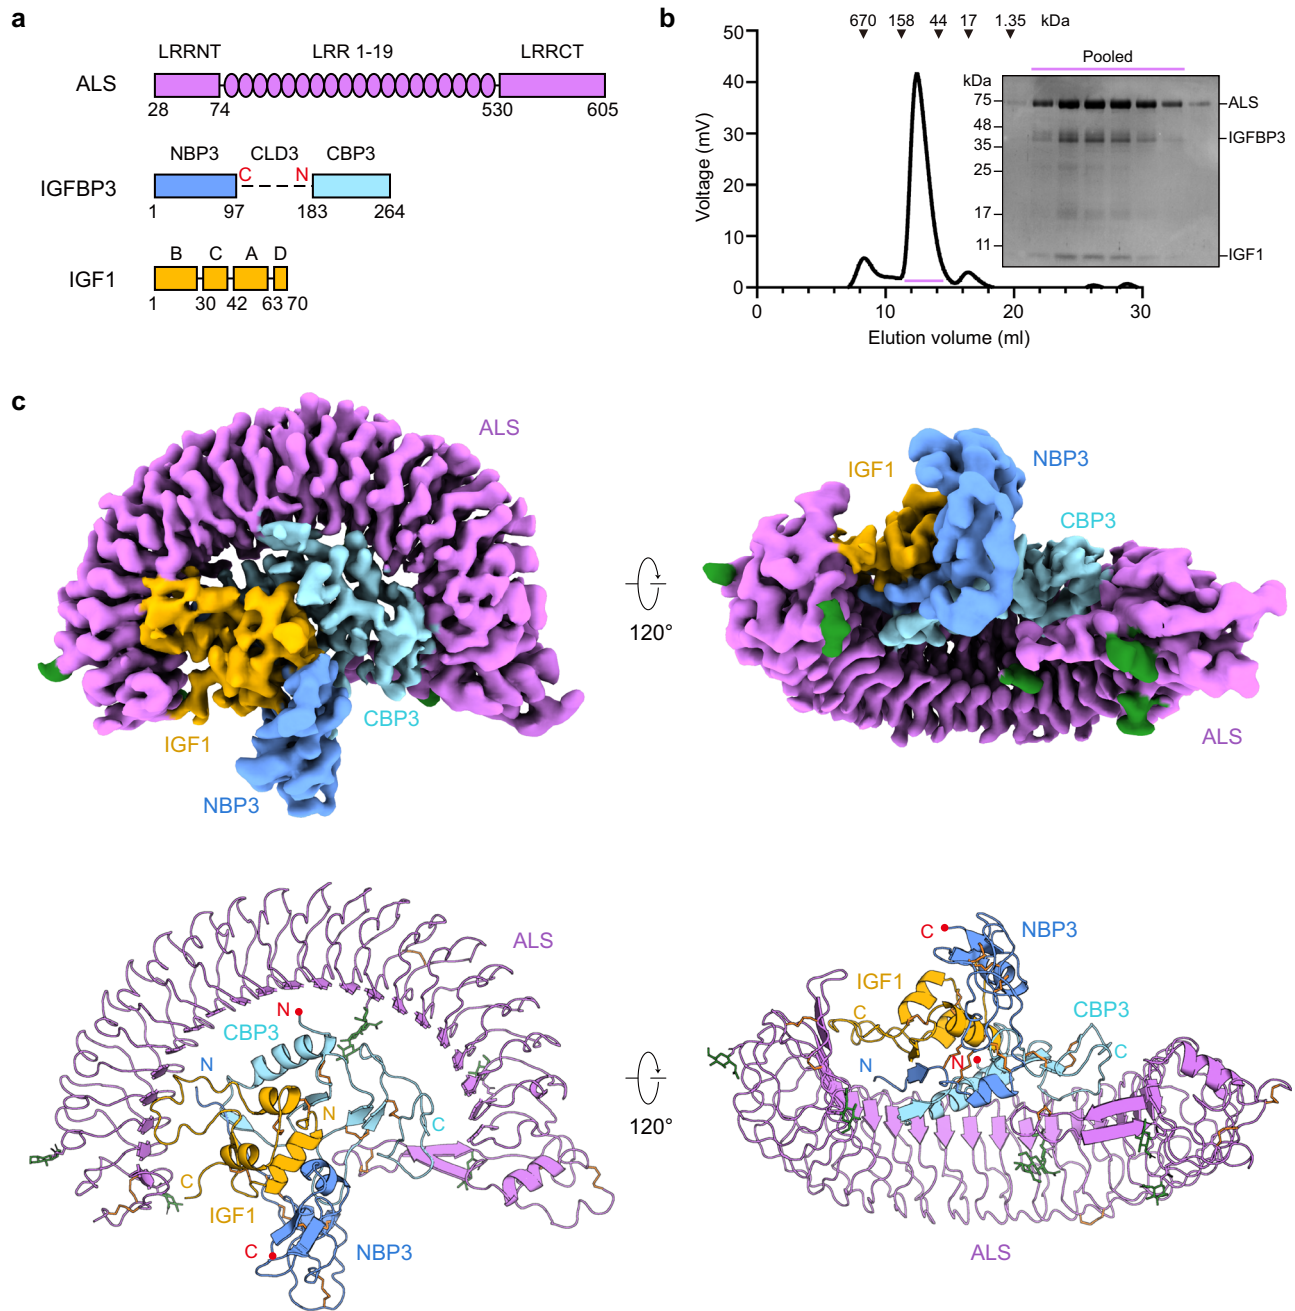 a
LRRNT LRR 1-19 LRRCT
ALS
28 74 530 605
NBP3 CLD3 CBP3
C N
IGFBP3
1 97 183 264
B C A D
IGF1
1 30 42 63 70
b
670 158 44 17 1.35 kDa
50
40
30
20
10
0
Voltage (mV)
0 10 20 30
Elution volume (ml)
Pooled
kDa
75
48
35
25
17
11
ALS
IGFBP3
IGF1
c
ALS
IGF1
CBP3
NBP3
120°
IGF1
NBP3
CBP3
ALS
ALS
N
CBP3
N
N
C
C
IGF1
C
NBP3
120°
C
NBP3
IGF1
C
CBP3
N
N
C
ALS